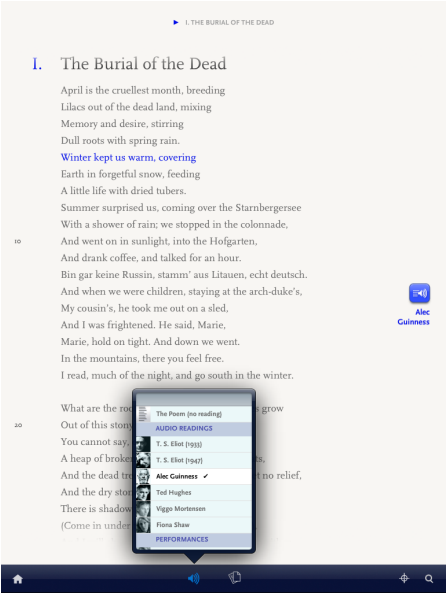 I. THE BURIAL OF THE DEAD
I. The Burial of the Dead
April is the cruellest month, breeding
Lilacs out of the dead land, mixing
Memory and desire, stirring
Dull roots with spring rain.
Winter kept us warm, covering
Earth in forgetful snow, feeding
A little life with dried tubers.
Summer surprised us, coming over the Starnbergersee
With a shower of rain; we stopped in the colonnade,
10 And went on in sunlight, into the Hofgarten,
And drank coffee, and talked for an hour.
Bin gar keine Russin, stamm' aus Litauen, echt deutsch.
And when we were children, staying at the arch-duke's,
My cousin's, he took me out on a sled,
And I was frightened. He said, Marie,
Marie, hold on tight. And down we went.
In the mountains, there you feel free.
I read, much of the night, and go south in the winter.
Alec
Guinness
What are the roo s grow
20 Out of this stony
You cannot say,
A heap of broke ts,
And the dead tre t no relief,
And the dry ston
There is shadow
(Come in under
The Poem (no reading)
AUDIO READINGS
T. S. Eliot (1933)
T. S. Eliot (1947)
Alec Guinness ✔
Ted Hughes
Viggo Mortensen
Fiona Shaw
PERFORMANCES